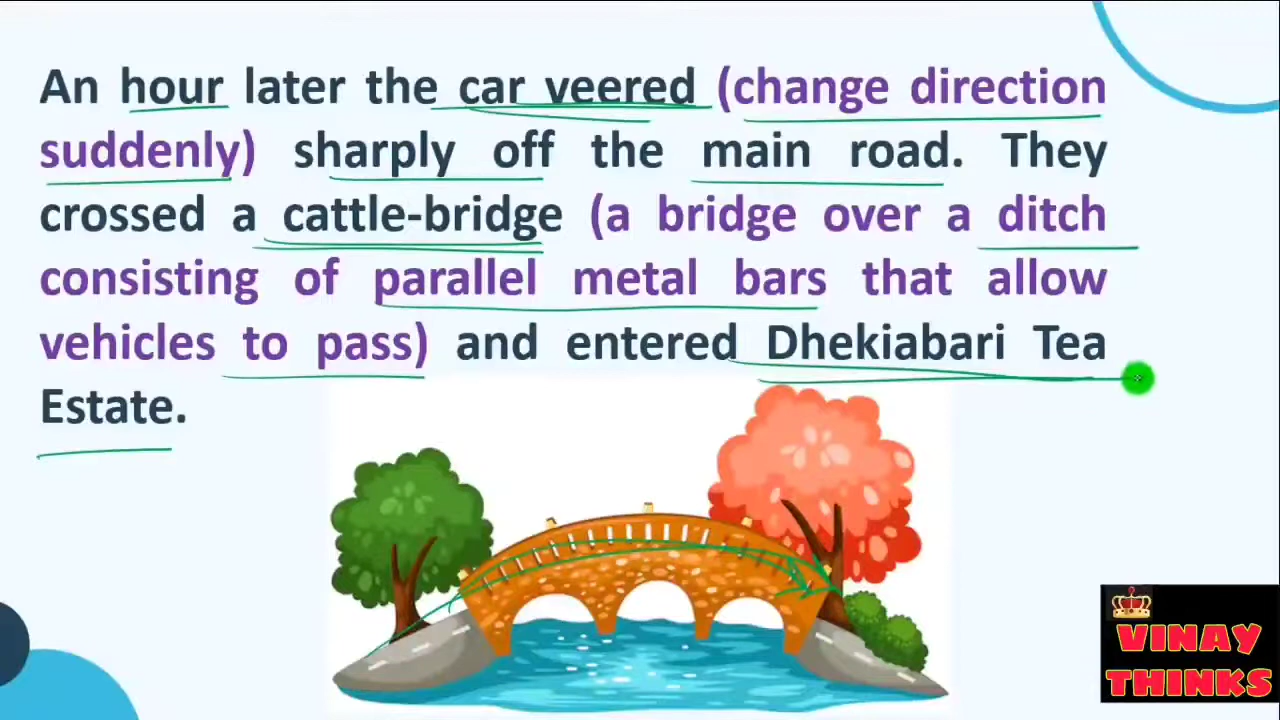 An hour later the car veered (change direction
suddenly) sharply off the main road. They
crossed a cattle-bridge (a bridge over a ditch
consisting of parallel metal bars that allow
vehicles to pass) and entered Dhekiabari Tea
Estate.
VINAY
THINKS